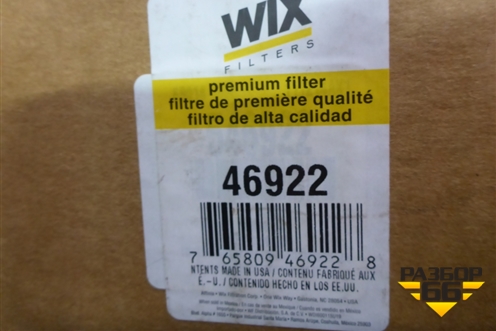 WIX
FILTERS
premium filter
filtre de première qualité
filtro de alta calidad
46922
7 65809 46922 8
NTENTS MADE IN USA / CONTENU FABRIQUÉ AUX
É.-U. / CONTENIDO HECHO EN LOS EE.UU.
РАЗБОР
66